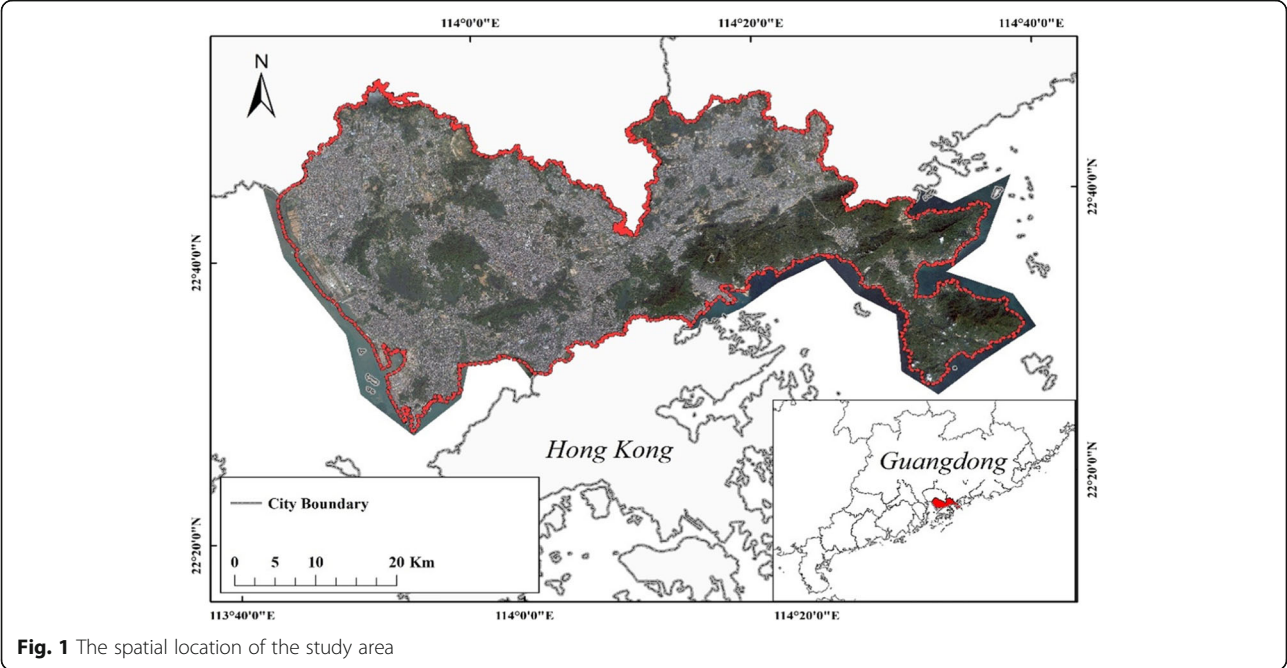 114°0'0"E 114°20'0"E 114°40'0"E
N
22°40'0"N
22°40'0"N
Hong Kong
Guangdong
22°20'0"N
City Boundary
22°20'0"N
0 5 10 20 Km
113°40'0"E 114°0'0"E 114°20'0"E
Fig. 1 The spatial location of the study area